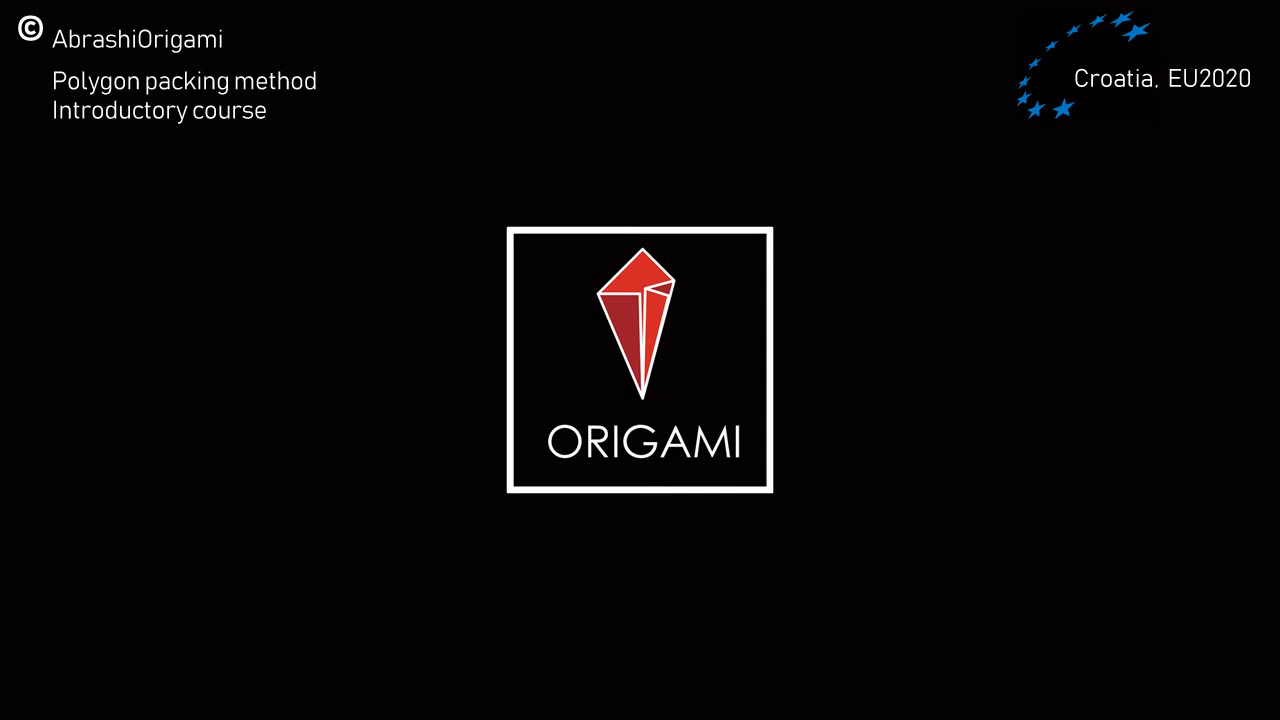 © AbrashiOrigami
Polygon packing method
Introductory course
Croatia, EU2020
ORIGAMI